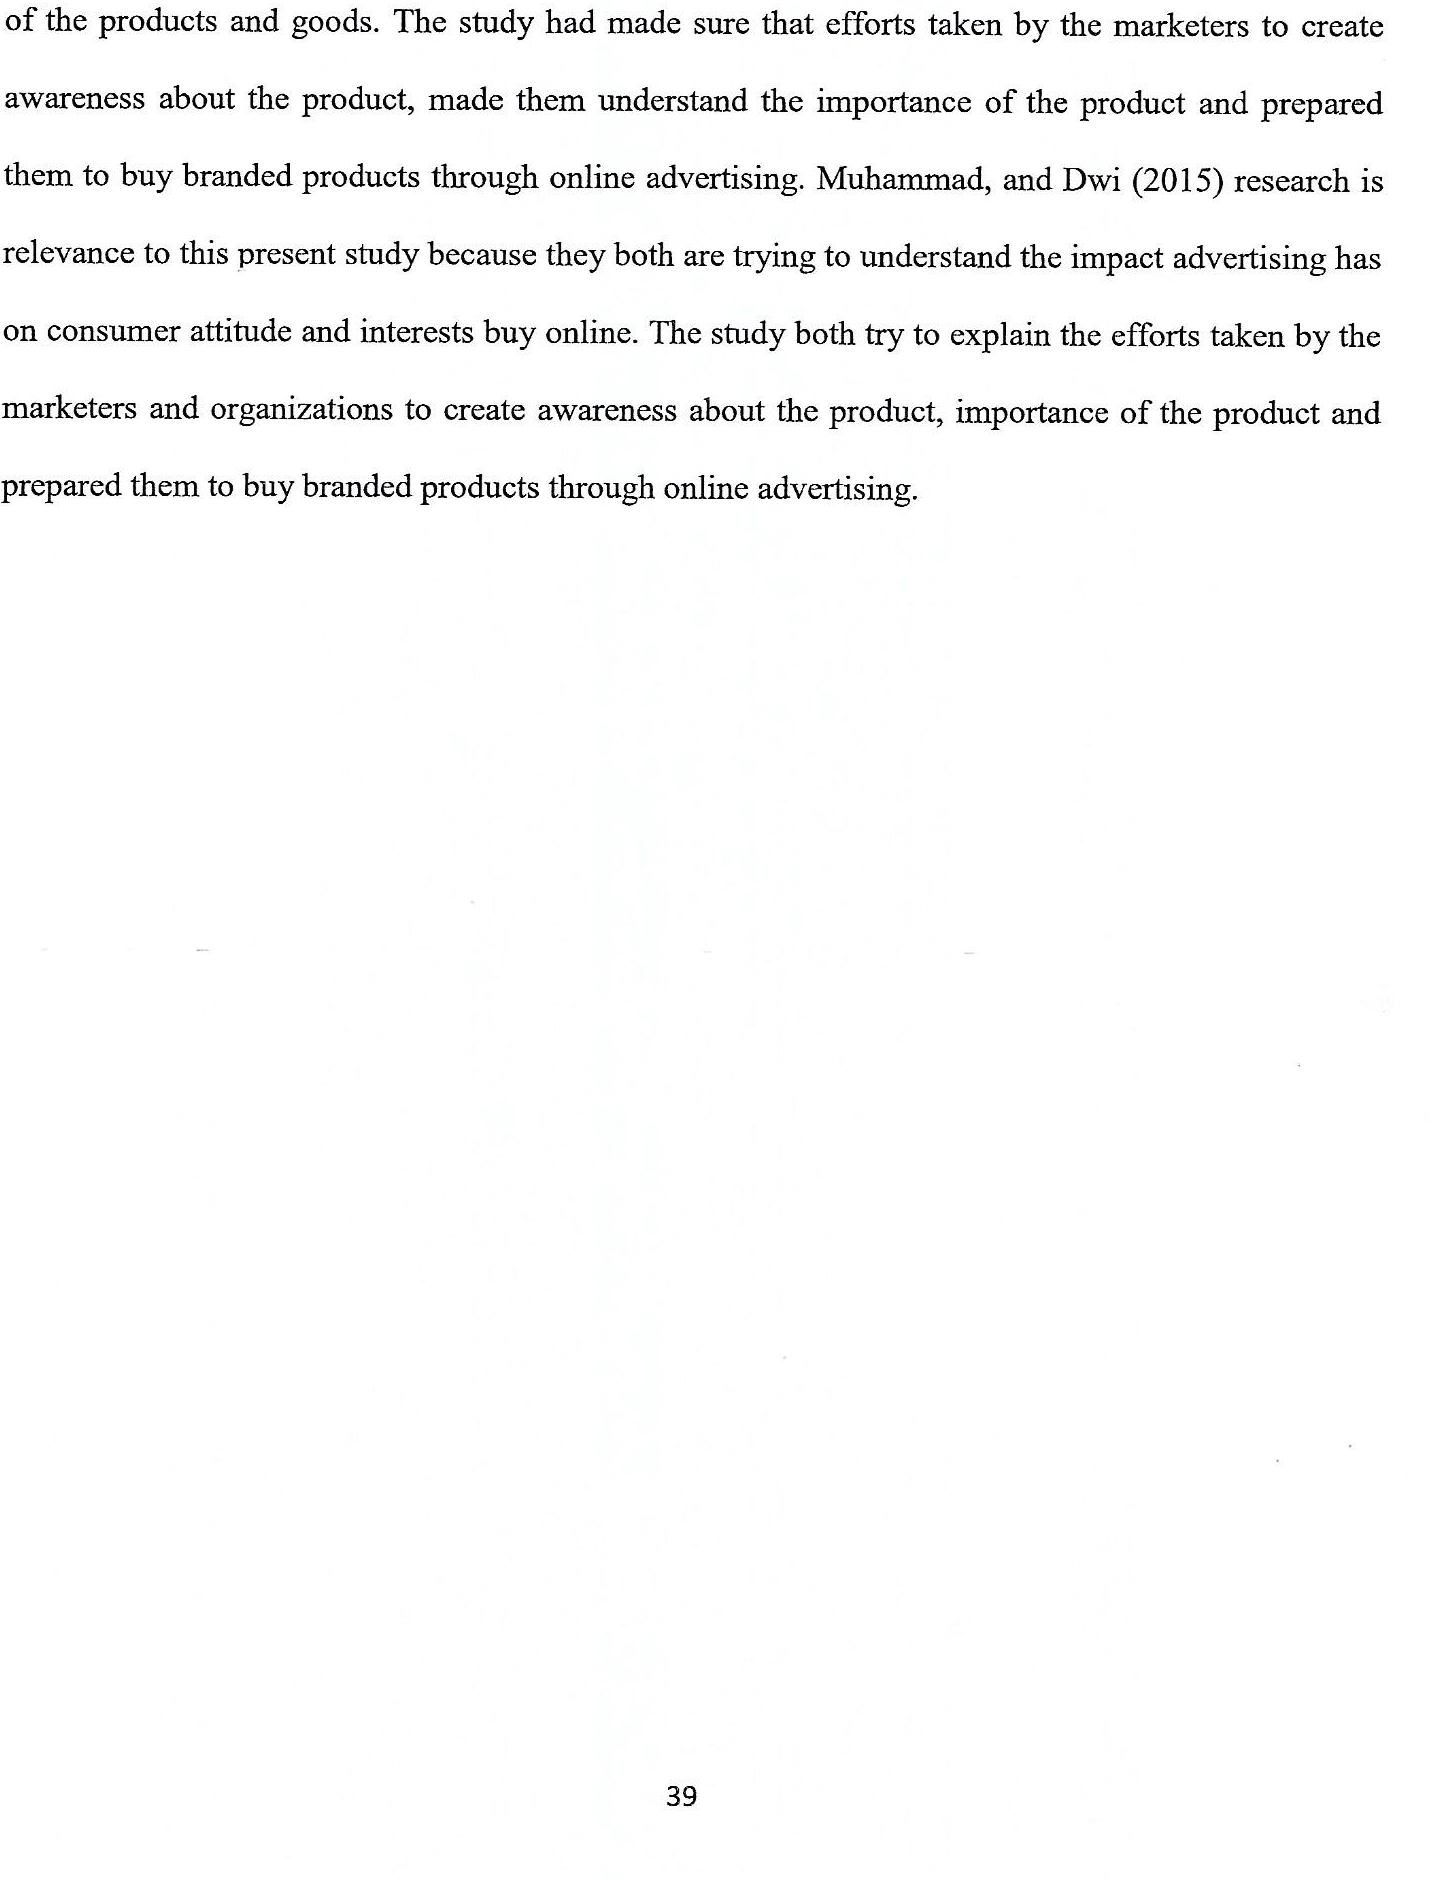 of the products and goods. The study had made sure that efforts taken by the marketers to create
awareness about the product, made them understand the importance of the product and prepared
them to buy branded products through online advertising. Muhammad, and Dwi (2015) research is
relevance to this present study because they both are trying to understand the impact advertising has
on consumer attitude and interests buy online. The study both try to explain the efforts taken by the
marketers and organizations to create awareness about the product, importance of the product and
prepared them to buy branded products through online advertising.
39